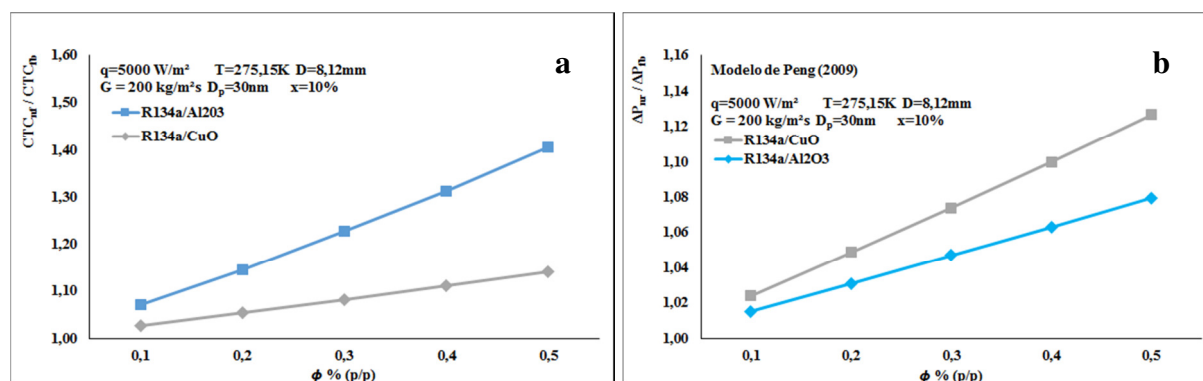 a
CTCnf / CTCfb
1,60
1,50
1,40
1,30
1,20
1,10
1,00
q=5000 W/m² T=275,15K D=8,12mm
G = 200 kg/m²s Dp=30nm x=10%
R134a/Al203
R134a/CuO
0,1 0,2 0,3 0,4 0,5
ϕ % (p/p)
b
ΔPnr / ΔPfb
1,16
1,14
1,12
1,10
1,08
1,06
1,04
1,02
1,00
Modelo de Peng (2009)
q=5000 W/m² T=275,15K D=8,12mm
G = 200 kg/m²s Dp=30nm x=10%
R134a/CuO
R134a/Al2O3
0,1 0,2 0,3 0,4 0,5
ϕ % (p/p)